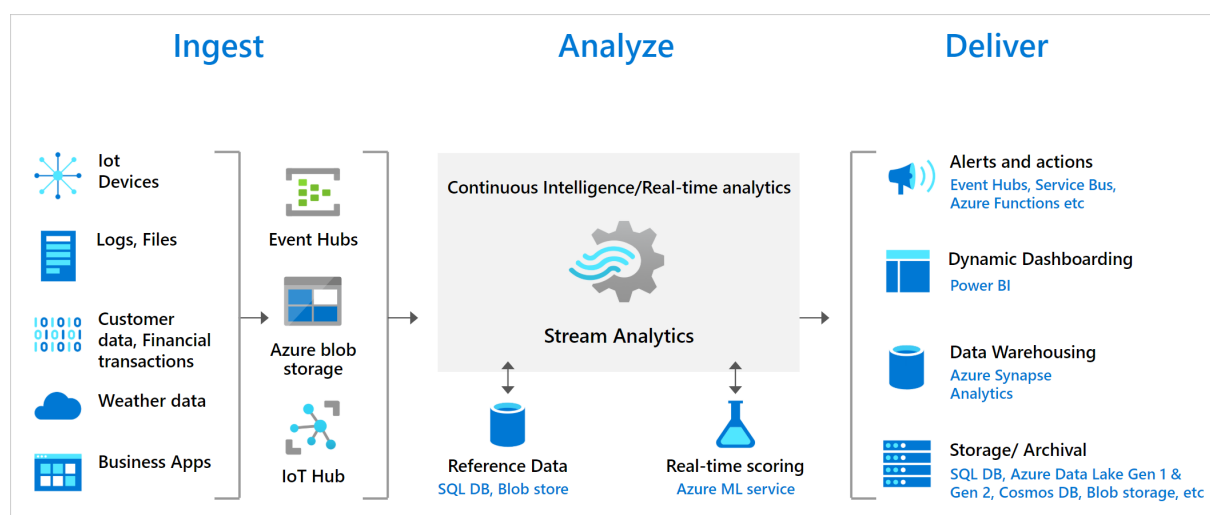 Ingest
Analyze
Deliver
Iot
Devices
Logs, Files
Customer
data, Financial
transactions
Weather data
Business Apps
Event Hubs
Azure blob
storage
IoT Hub
Continuous Intelligence/Real-time analytics
Stream Analytics
Reference Data
SQL DB, Blob store
Real-time scoring
Azure ML service
Alerts and actions
Event Hubs, Service Bus,
Azure Functions etc
Dynamic Dashboarding
Power BI
Data Warehousing
Azure Synapse
Analytics
Storage/ Archival
SQL DB, Azure Data Lake Gen 1 &
Gen 2, Cosmos DB, Blob storage, etc